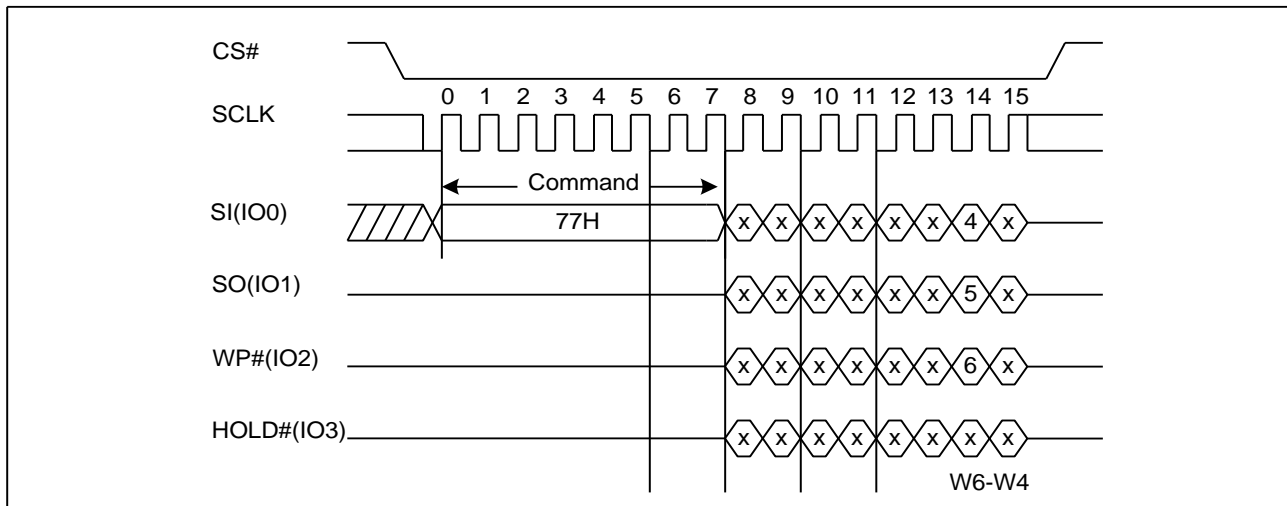 CS#
0 1 2 3 4 5 6 7 8 9 10 11 12 13 14 15
SCLK
Command
SI(IO0)
77H
x x x x x x 4 x
SO(IO1)
x x x x x x 5 x
WP#(IO2)
x x x x x x 6 x
HOLD#(IO3)
x x x x x x x x
W6-W4